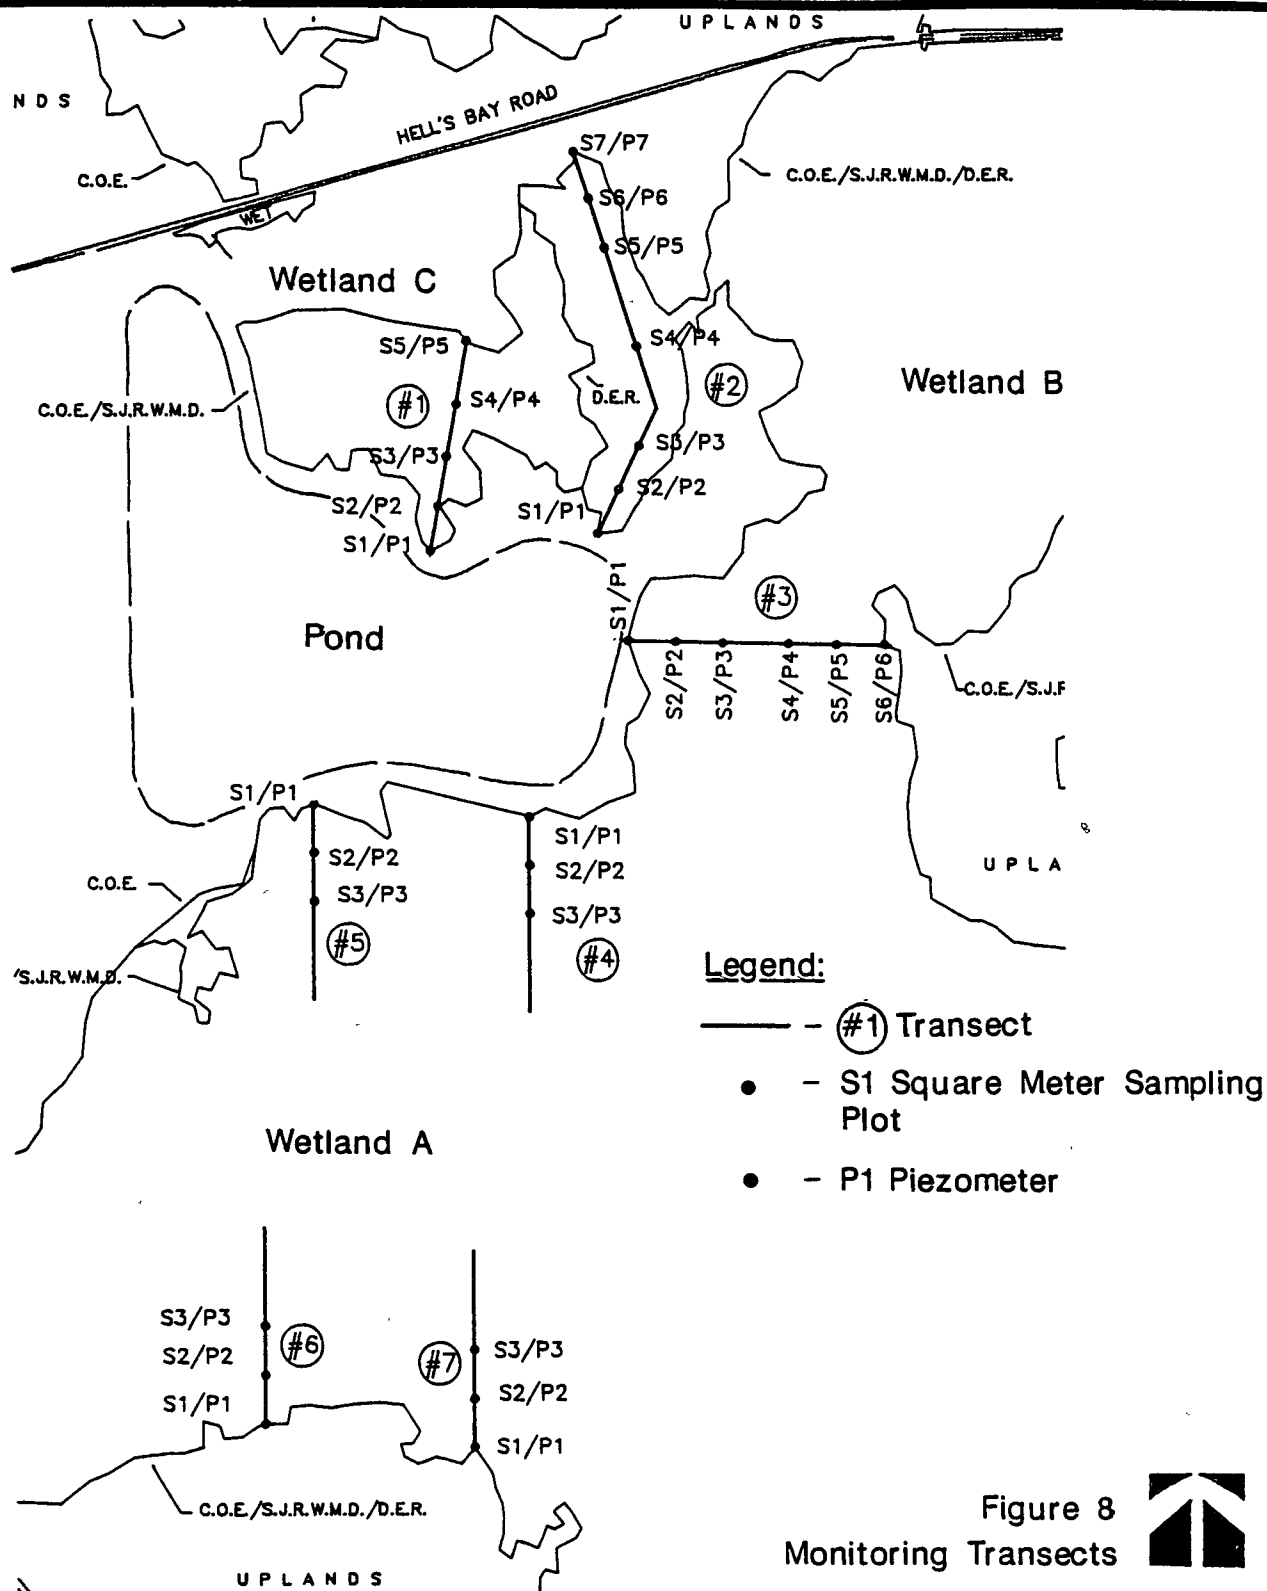 UPLANDS
NDS
HELL'S BAY ROAD
C.O.E.
S7/P7
C.O.E./S.J.R.W.M.D./D.E.R.
S6/P6
WET
S5/P5
Wetland C
S5/P5
S4/P4
#2
Wetland B
#1
S4/P4
D.E.R.
C.O.E./S.J.R.W.M.D.
S3/P3
S3/P3
S2/P2
S2/P2
S1/P1
S1/P1
S1/P1
#3
Pond
S2/P2
S3/P3
S4/P4
S5/P5
S6/P6
C.O.E./S.J.F
S1/P1
S1/P1
S2/P2
S2/P2
UPLA
C.O.E.
S3/P3
S3/P3
#5
#4
'S.J.R.W.M.D.
Legend:
– #1 Transect
– S1 Square Meter Sampling
Plot
– P1 Piezometer
Wetland A
S3/P3
#6
S2/P2
#7
S3/P3
S2/P2
S1/P1
S1/P1
C.O.E./S.J.R.W.M.D./D.E.R.
Figure 8
Monitoring Transects
UPLANDS